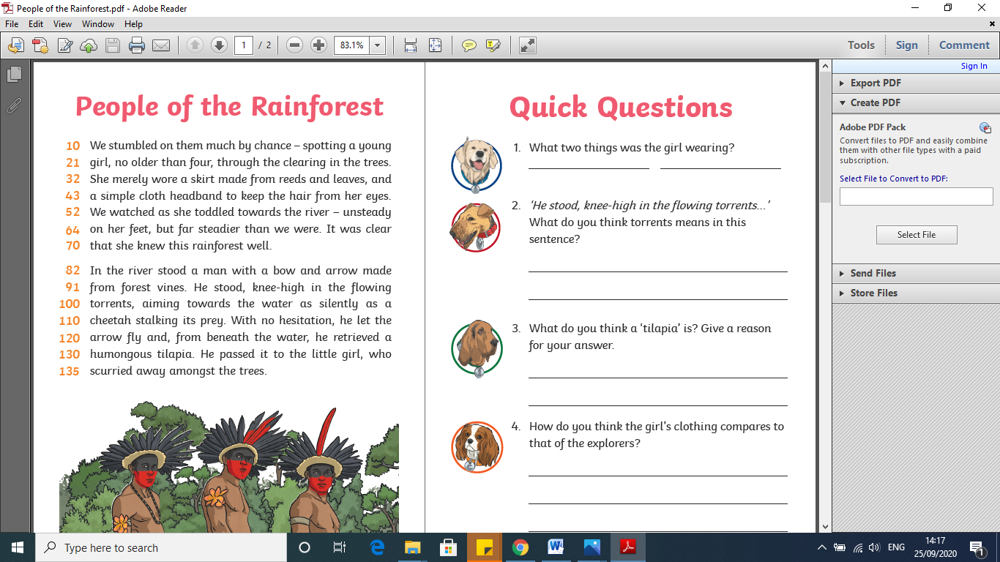 People of the Rainforest.pdf - Adobe Reader
File Edit View Window Help
1 / 2 83.1% Tools Sign Comment
Sign In
Export PDF
Create PDF
Adobe PDF Pack
Convert files to PDF and easily combine
them with other file types with a paid
subscription.
Select File to Convert to PDF:
Select File
Send Files
Store Files
People of the Rainforest
10 We stumbled on them much by chance – spotting a young
21 girl, no older than four, through the clearing in the trees.
32 She merely wore a skirt made from reeds and leaves, and
43 a simple cloth headband to keep the hair from her eyes.
52 We watched as she toddled towards the river – unsteady
64 on her feet, but far steadier than we were. It was clear
70 that she knew this rainforest well.
82 In the river stood a man with a bow and arrow made
91 from forest vines. He stood, knee-high in the flowing
100 torrents, aiming towards the water as silently as a
110 cheetah stalking its prey. With no hesitation, he let the
120 arrow fly and, from beneath the water, he retrieved a
130 humongous tilapia. He passed it to the little girl, who
135 scurried away amongst the trees.
Quick Questions
1. What two things was the girl wearing?
2. ‘He stood, knee-high in the flowing torrents...’
What do you think torrents means in this
sentence?
3. What do you think a ‘tilapia’ is? Give a reason
for your answer.
4. How do you think the girl’s clothing compares to
that of the explorers?
Type here to search
ENG
14:17
25/09/2020
1